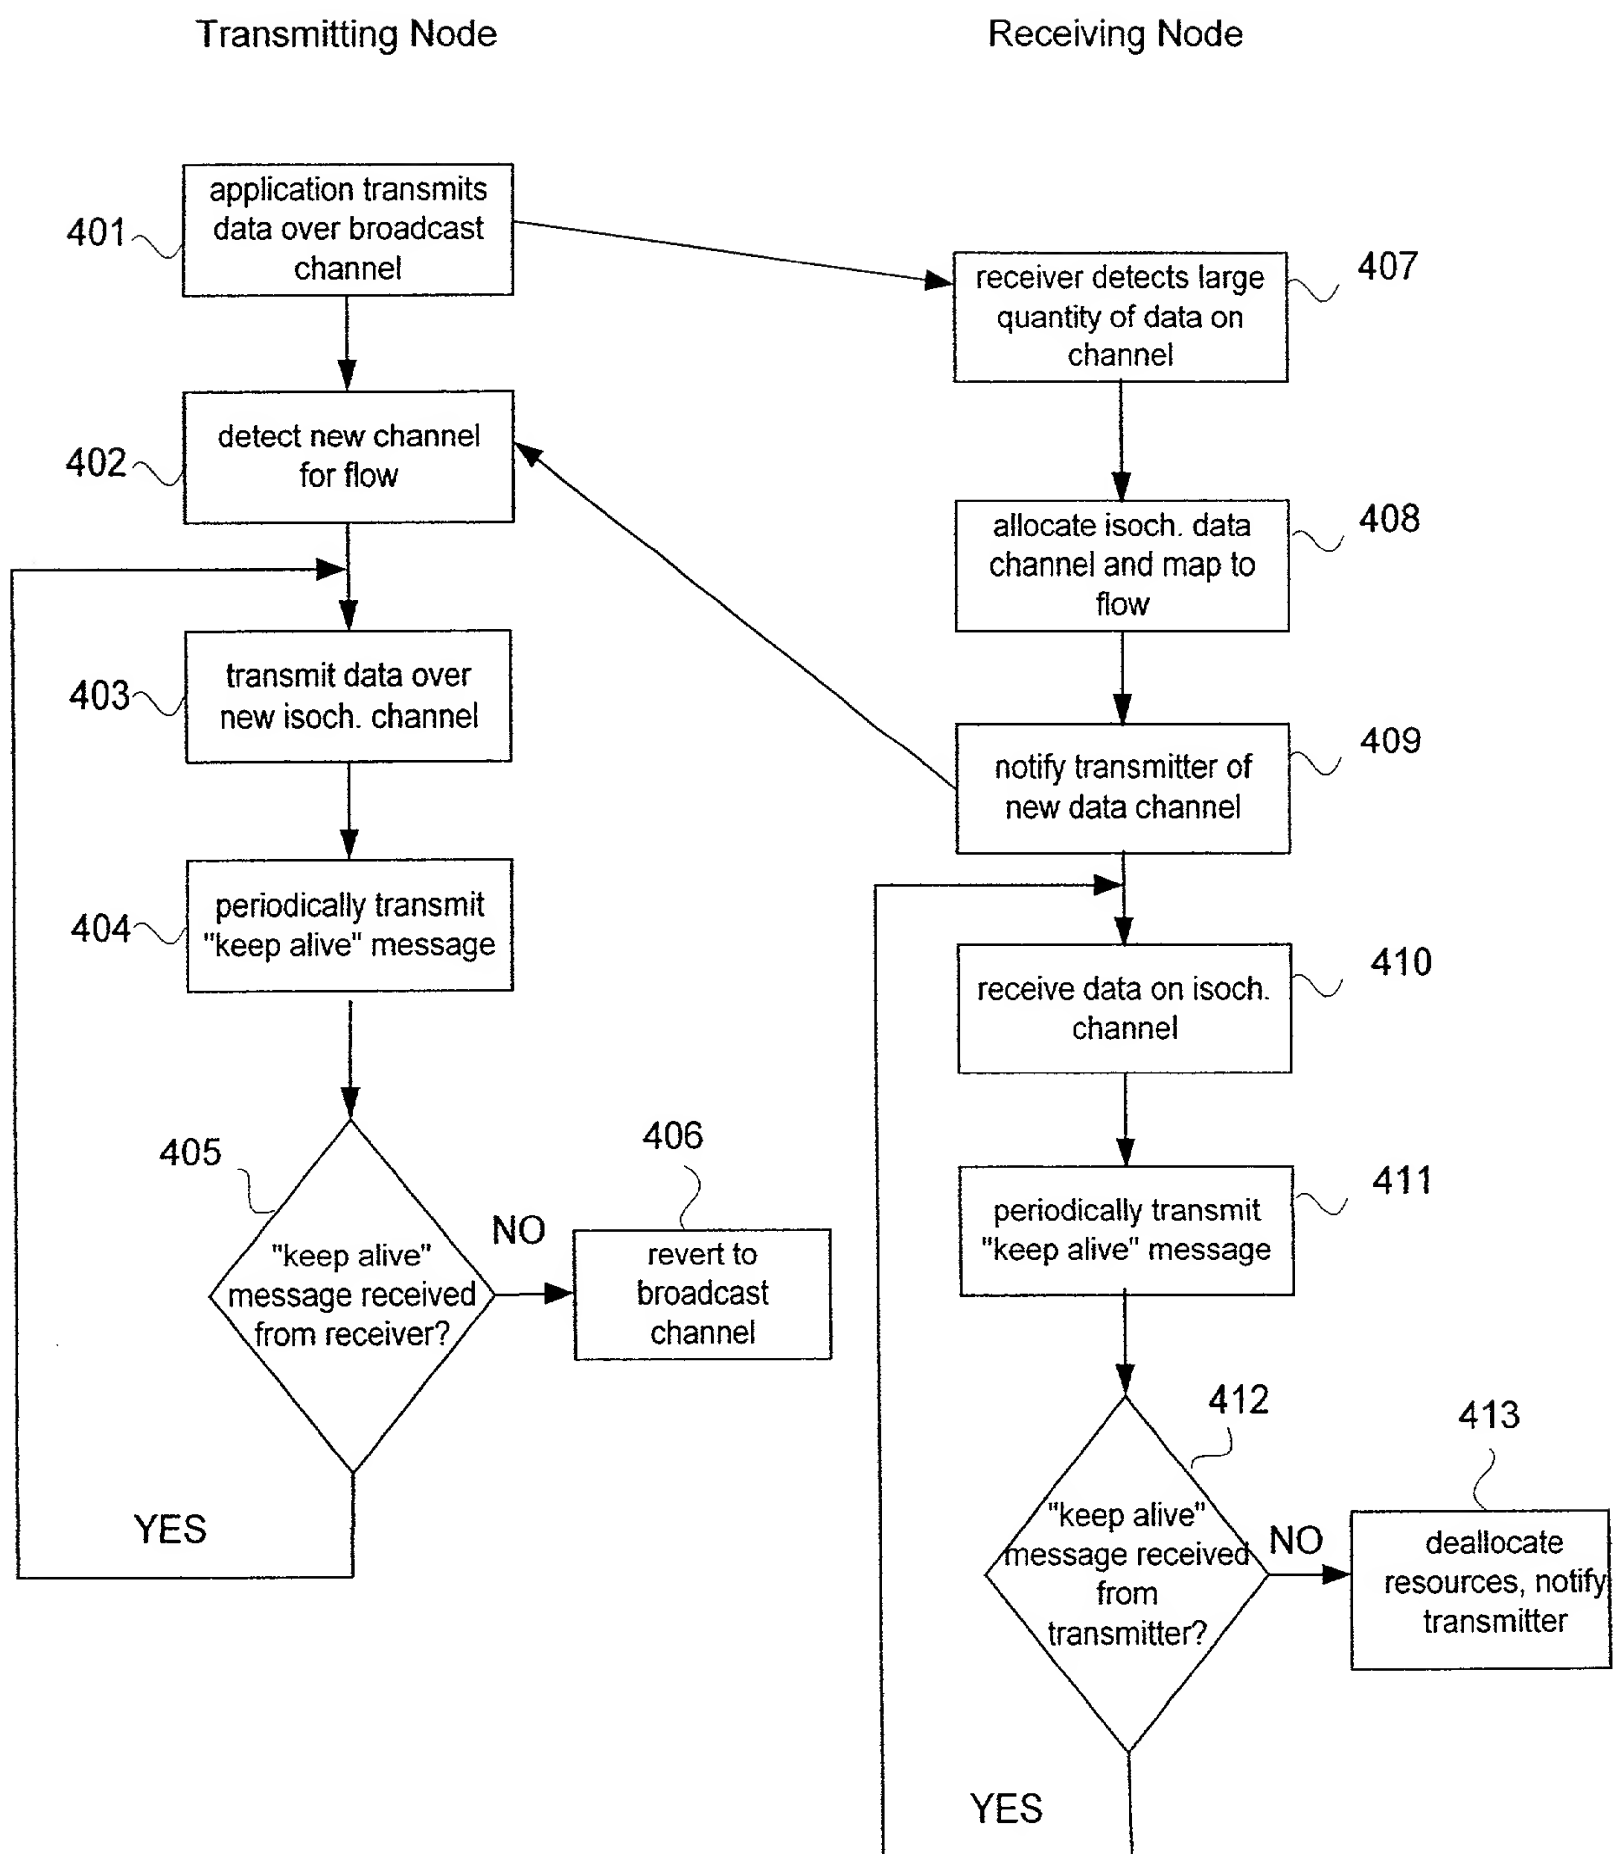 Transmitting Node
Receiving Node
401
application transmits
data over broadcast
channel
402
detect new channel
for flow
403
transmit data over
new isoch. channel
404
periodically transmit
"keep alive" message
405
"keep alive"
message received
from receiver?
NO
YES
406
revert to
broadcast
channel
407
receiver detects large
quantity of data on
channel
408
allocate isoch. data
channel and map to
flow
409
notify transmitter of
new data channel
410
receive data on isoch.
channel
411
periodically transmit
"keep alive" message
412
"keep alive"
message received
from
transmitter?
NO
YES
413
deallocate
resources, notify
transmitter